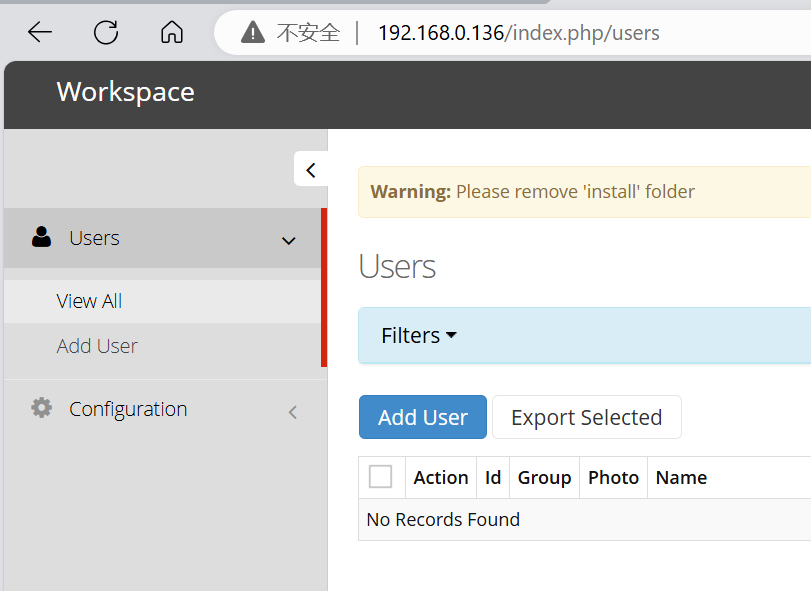 不安全 | 192.168.0.136/index.php/users
Workspace
Warning: Please remove 'install' folder
Users
View All
Add User
Configuration
Users
Filters
Add User Export Selected
Action Id Group Photo Name
No Records Found